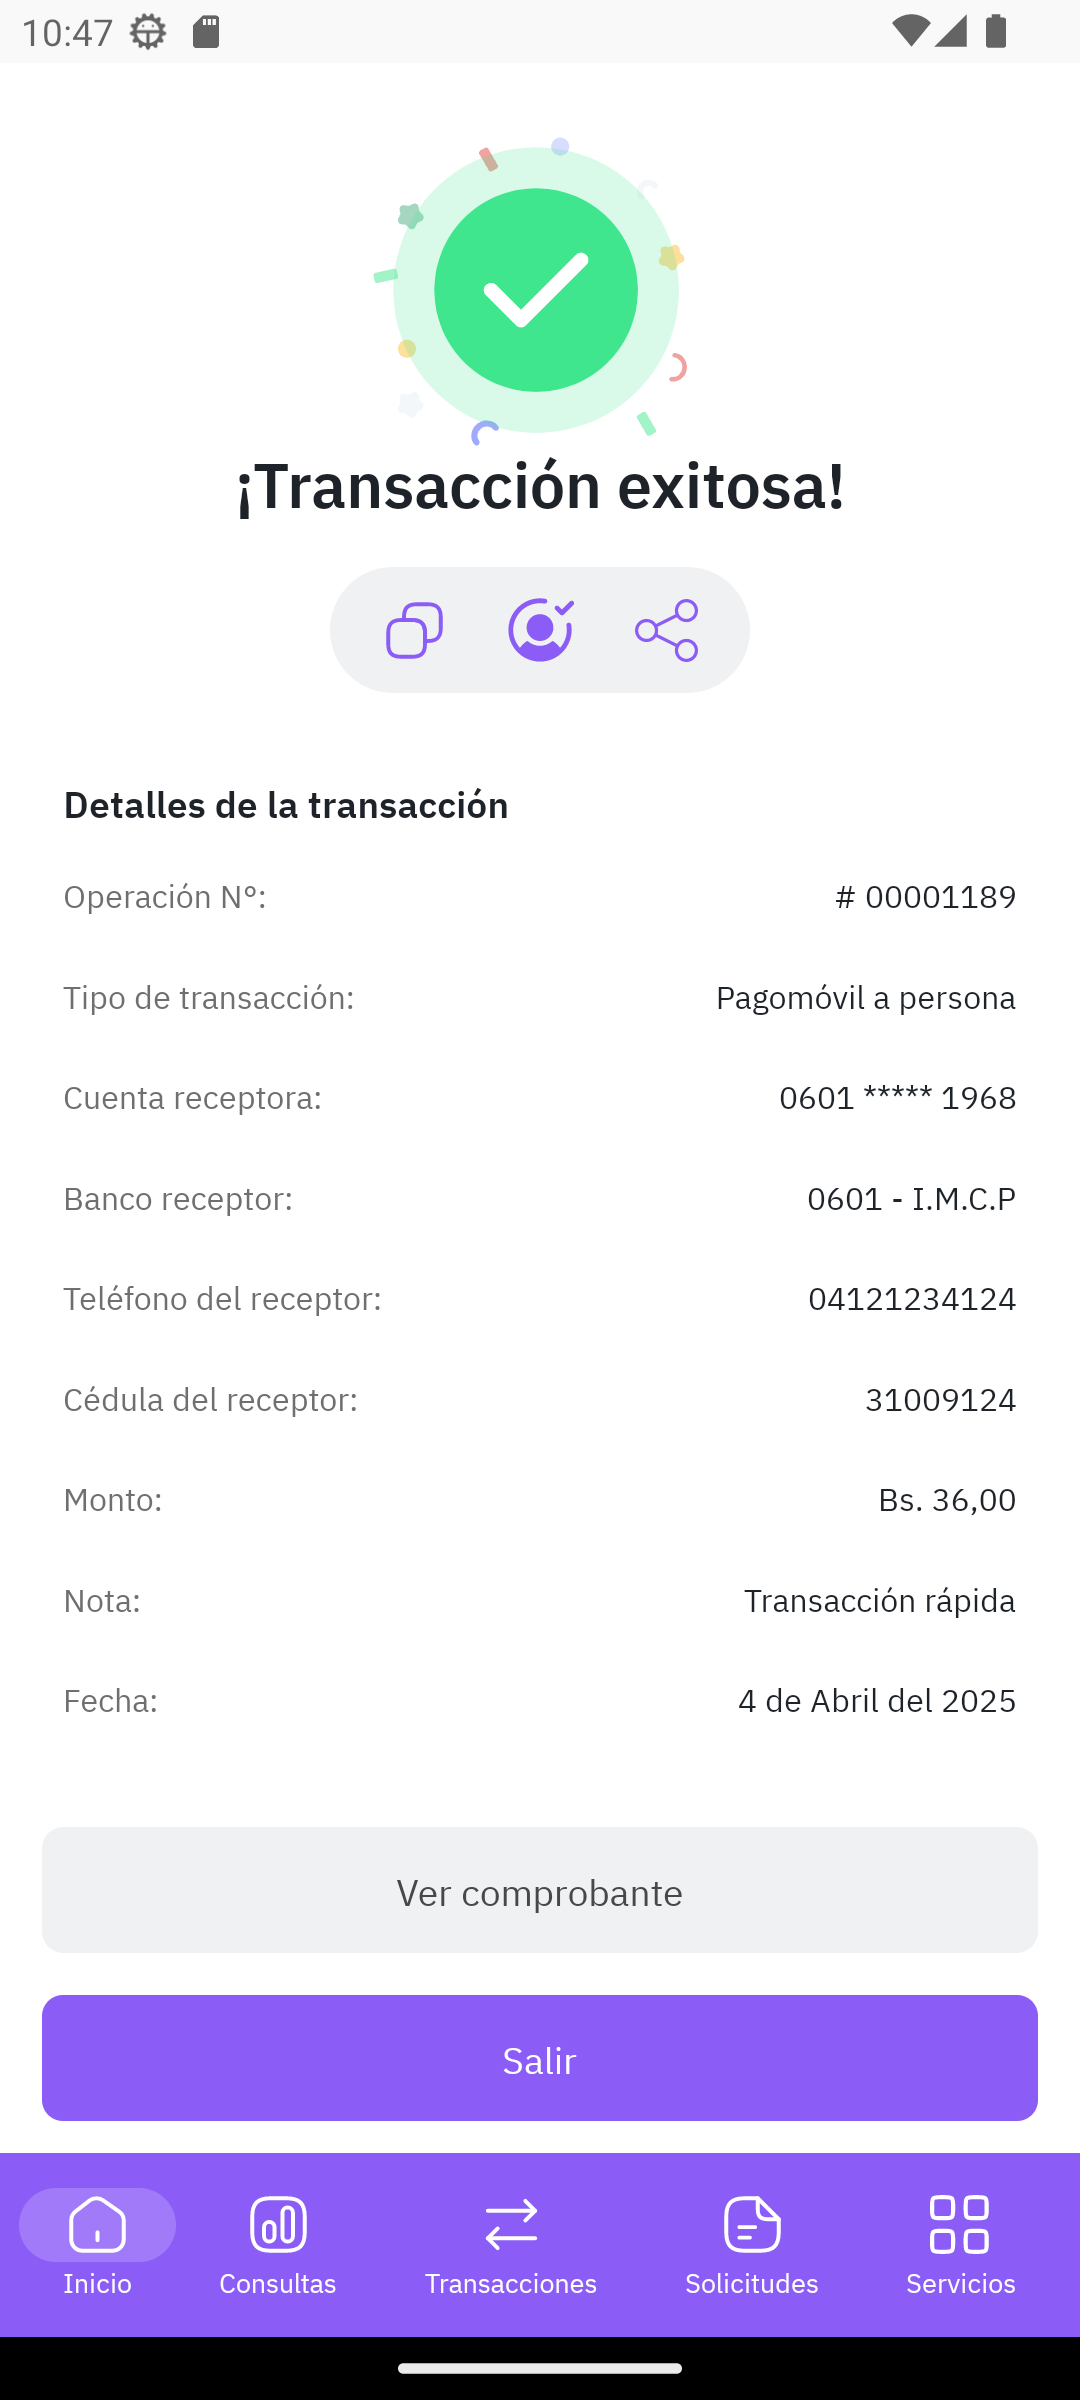 10:47
¡Transacción exitosa!
Detalles de la transacción
Operación N°: # 00001189
Tipo de transacción: Pagomóvil a persona
Cuenta receptora: 0601 ***** 1968
Banco receptor: 0601 - I.M.C.P
Teléfono del receptor: 04121234124
Cédula del receptor: 31009124
Monto: Bs. 36,00
Nota: Transacción rápida
Fecha: 4 de Abril del 2025
Ver comprobante
Salir
Inicio Consultas Transacciones Solicitudes Servicios